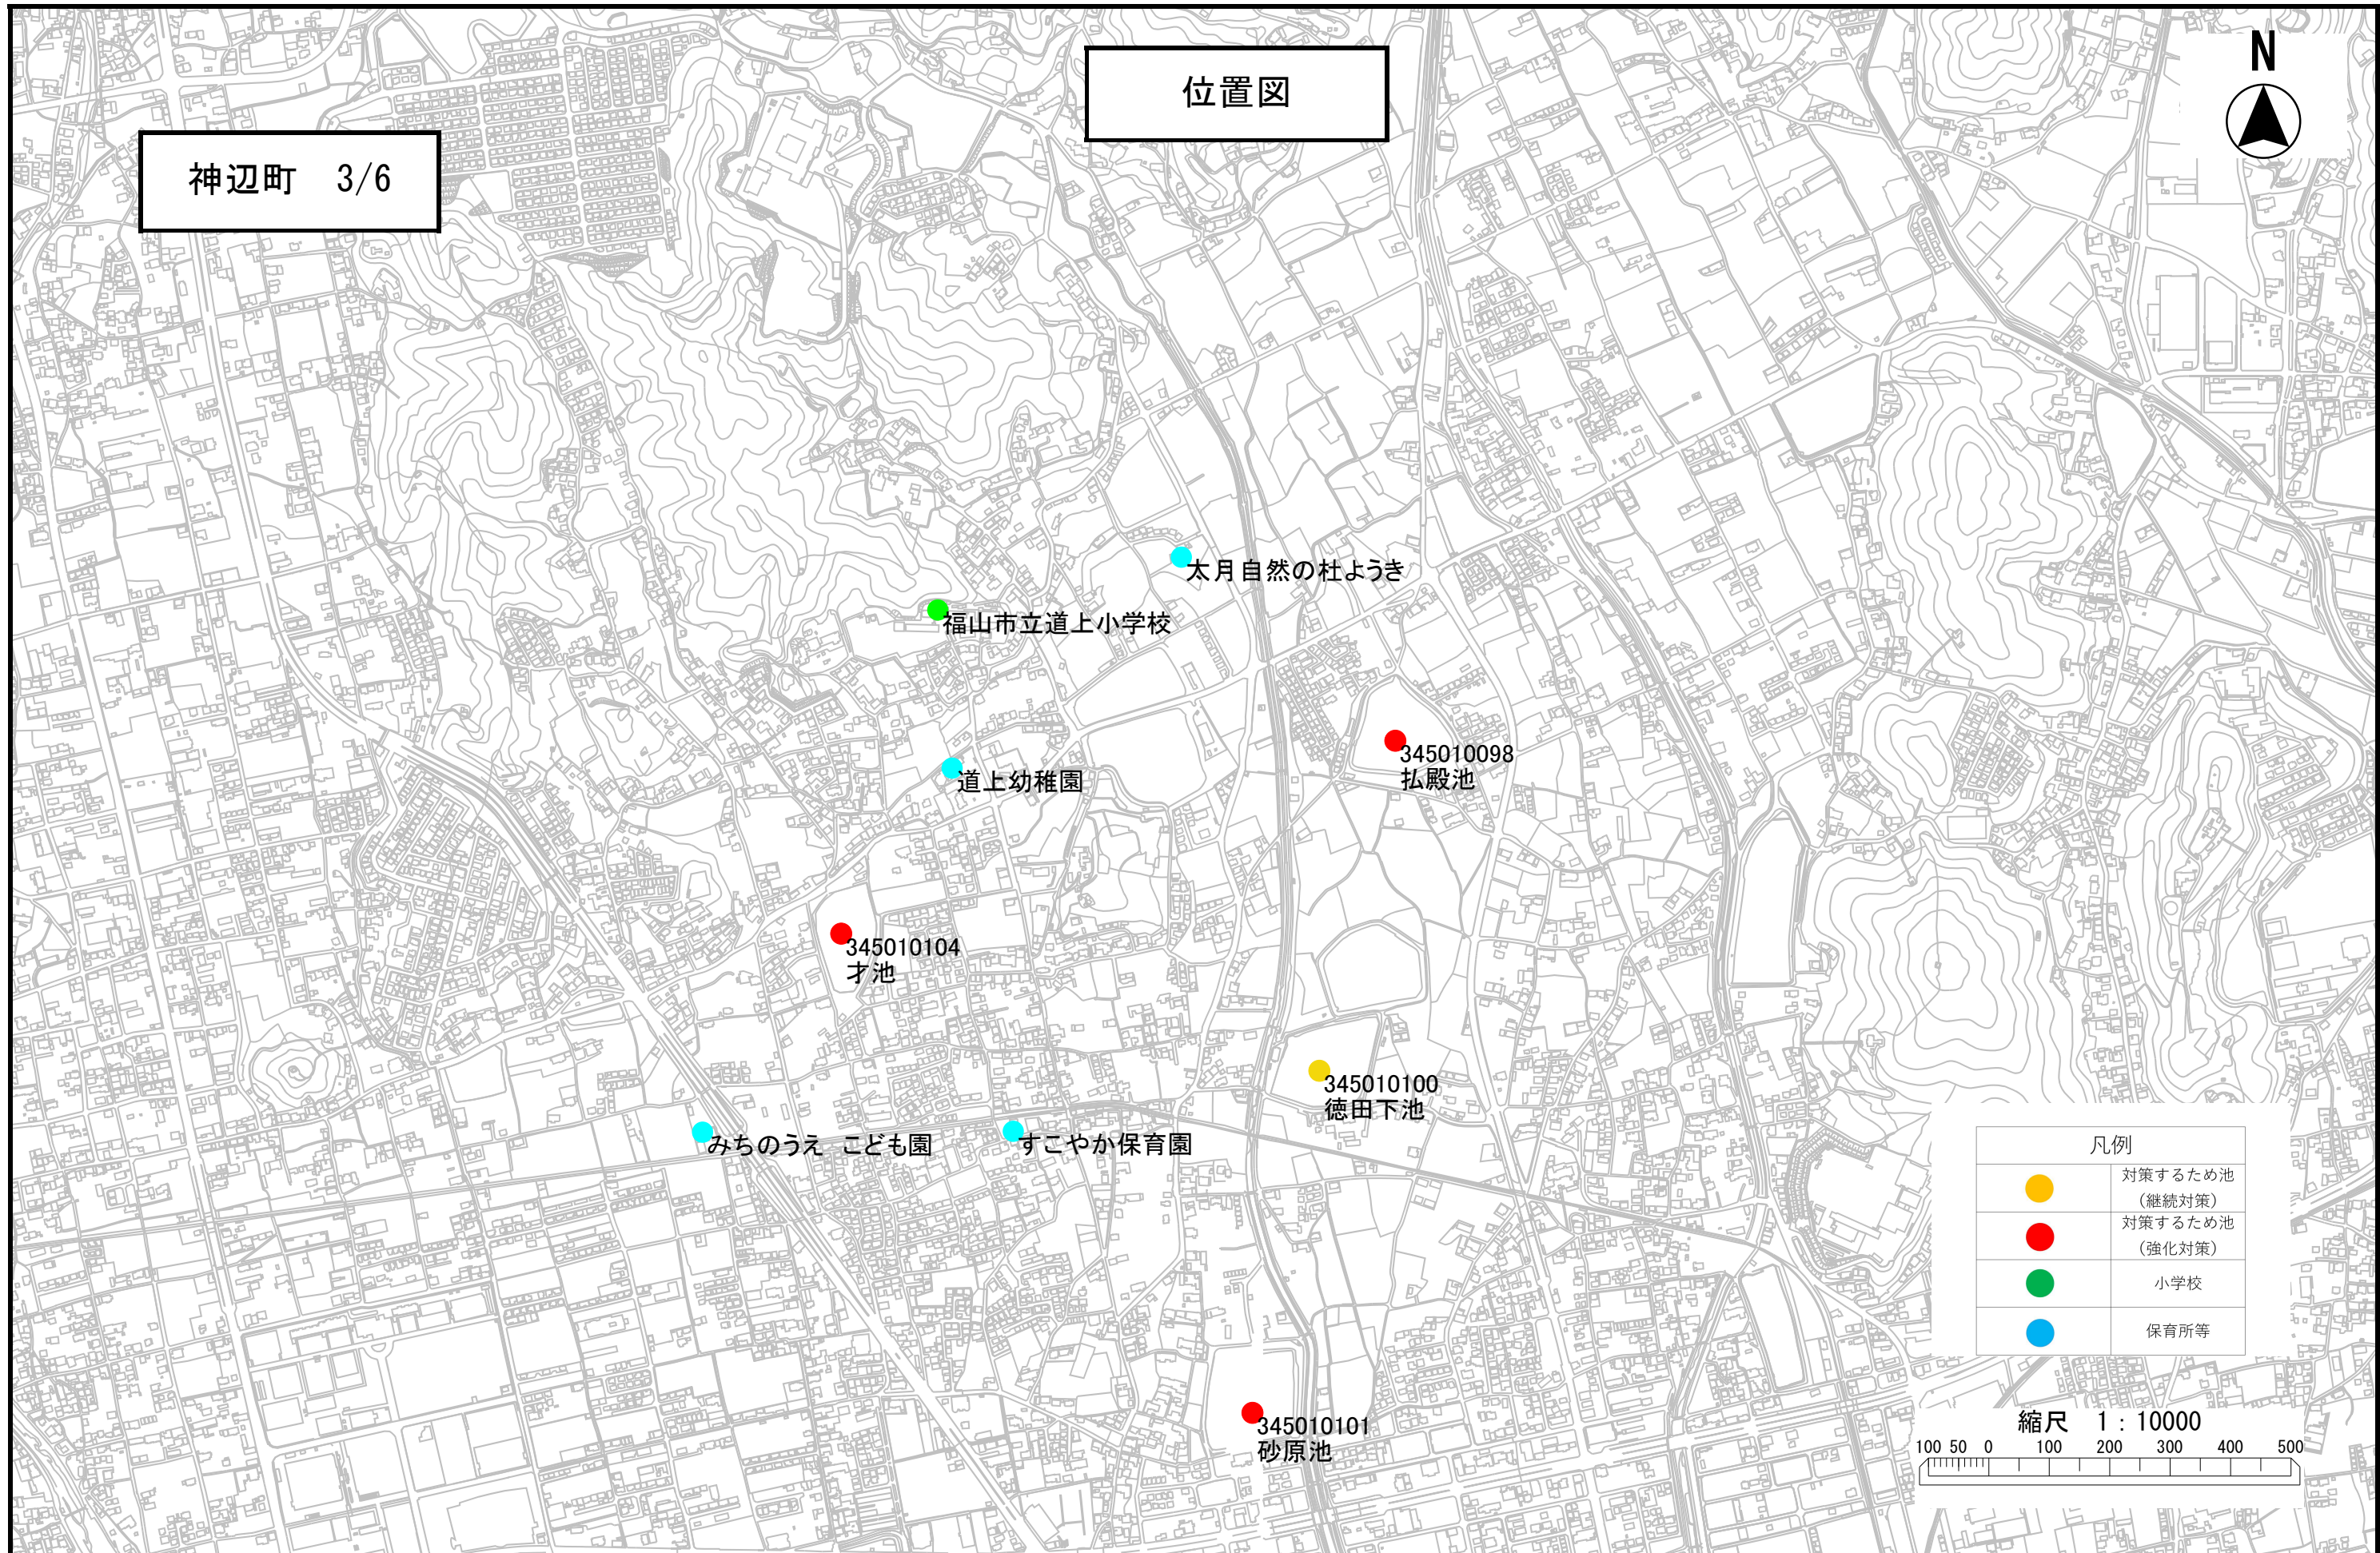 位置図
N
神辺町　3/6
太月自然の杜ようき
福山市立道上小学校
345010098
払殿池
道上幼稚園
345010104
才池
345010100
徳田下池
みちのうえ　こども園
すこやか保育園
345010101
砂原池
凡例
対策するため池
（継続対策）
対策するため池
（強化対策）
小学校
保育所等
縮尺　1：10000
100 50 0 100 200 300 400 500